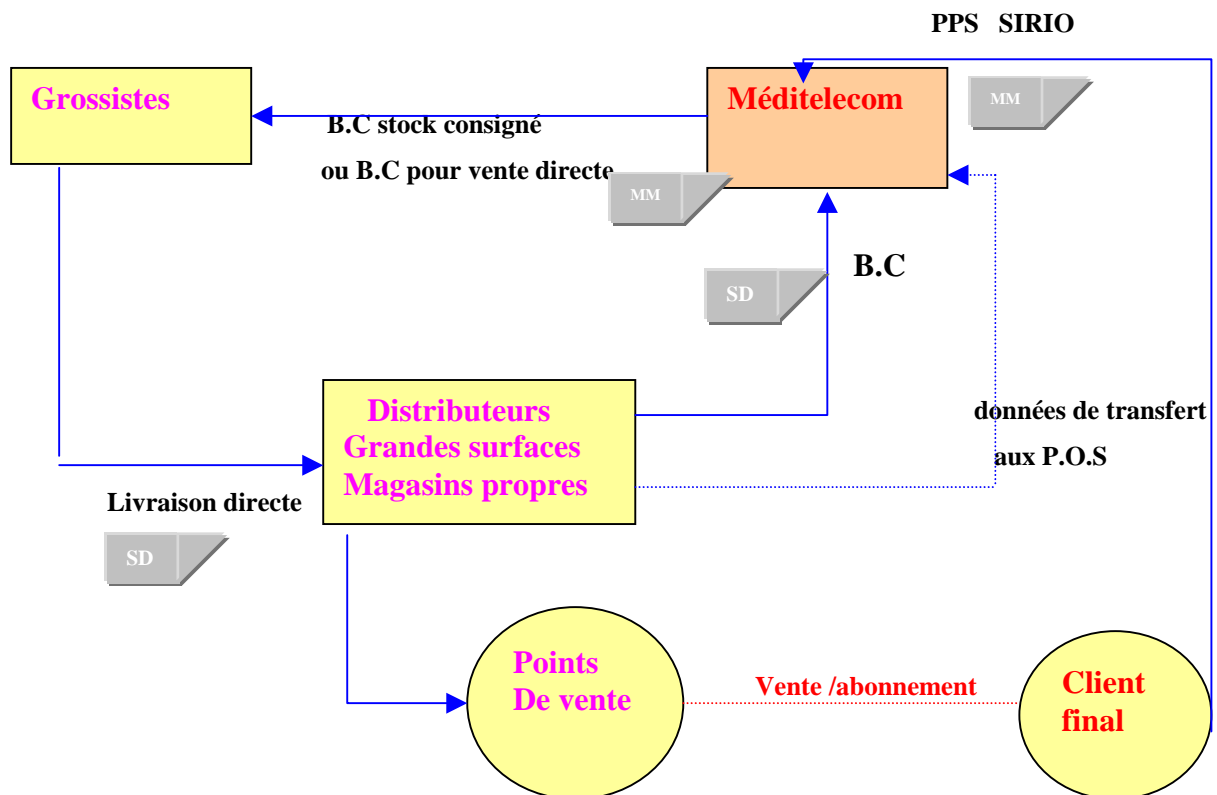 PPS SIRIO
Grossistes
Méditelecom
MM
B.C stock consigné
ou B.C pour vente directe
MM
B.C
SD
Distributeurs
Grandes surfaces
Magasins propres
données de transfert
aux P.O.S
Livraison directe
SD
Points
De vente
Vente /abonnement
Client
final